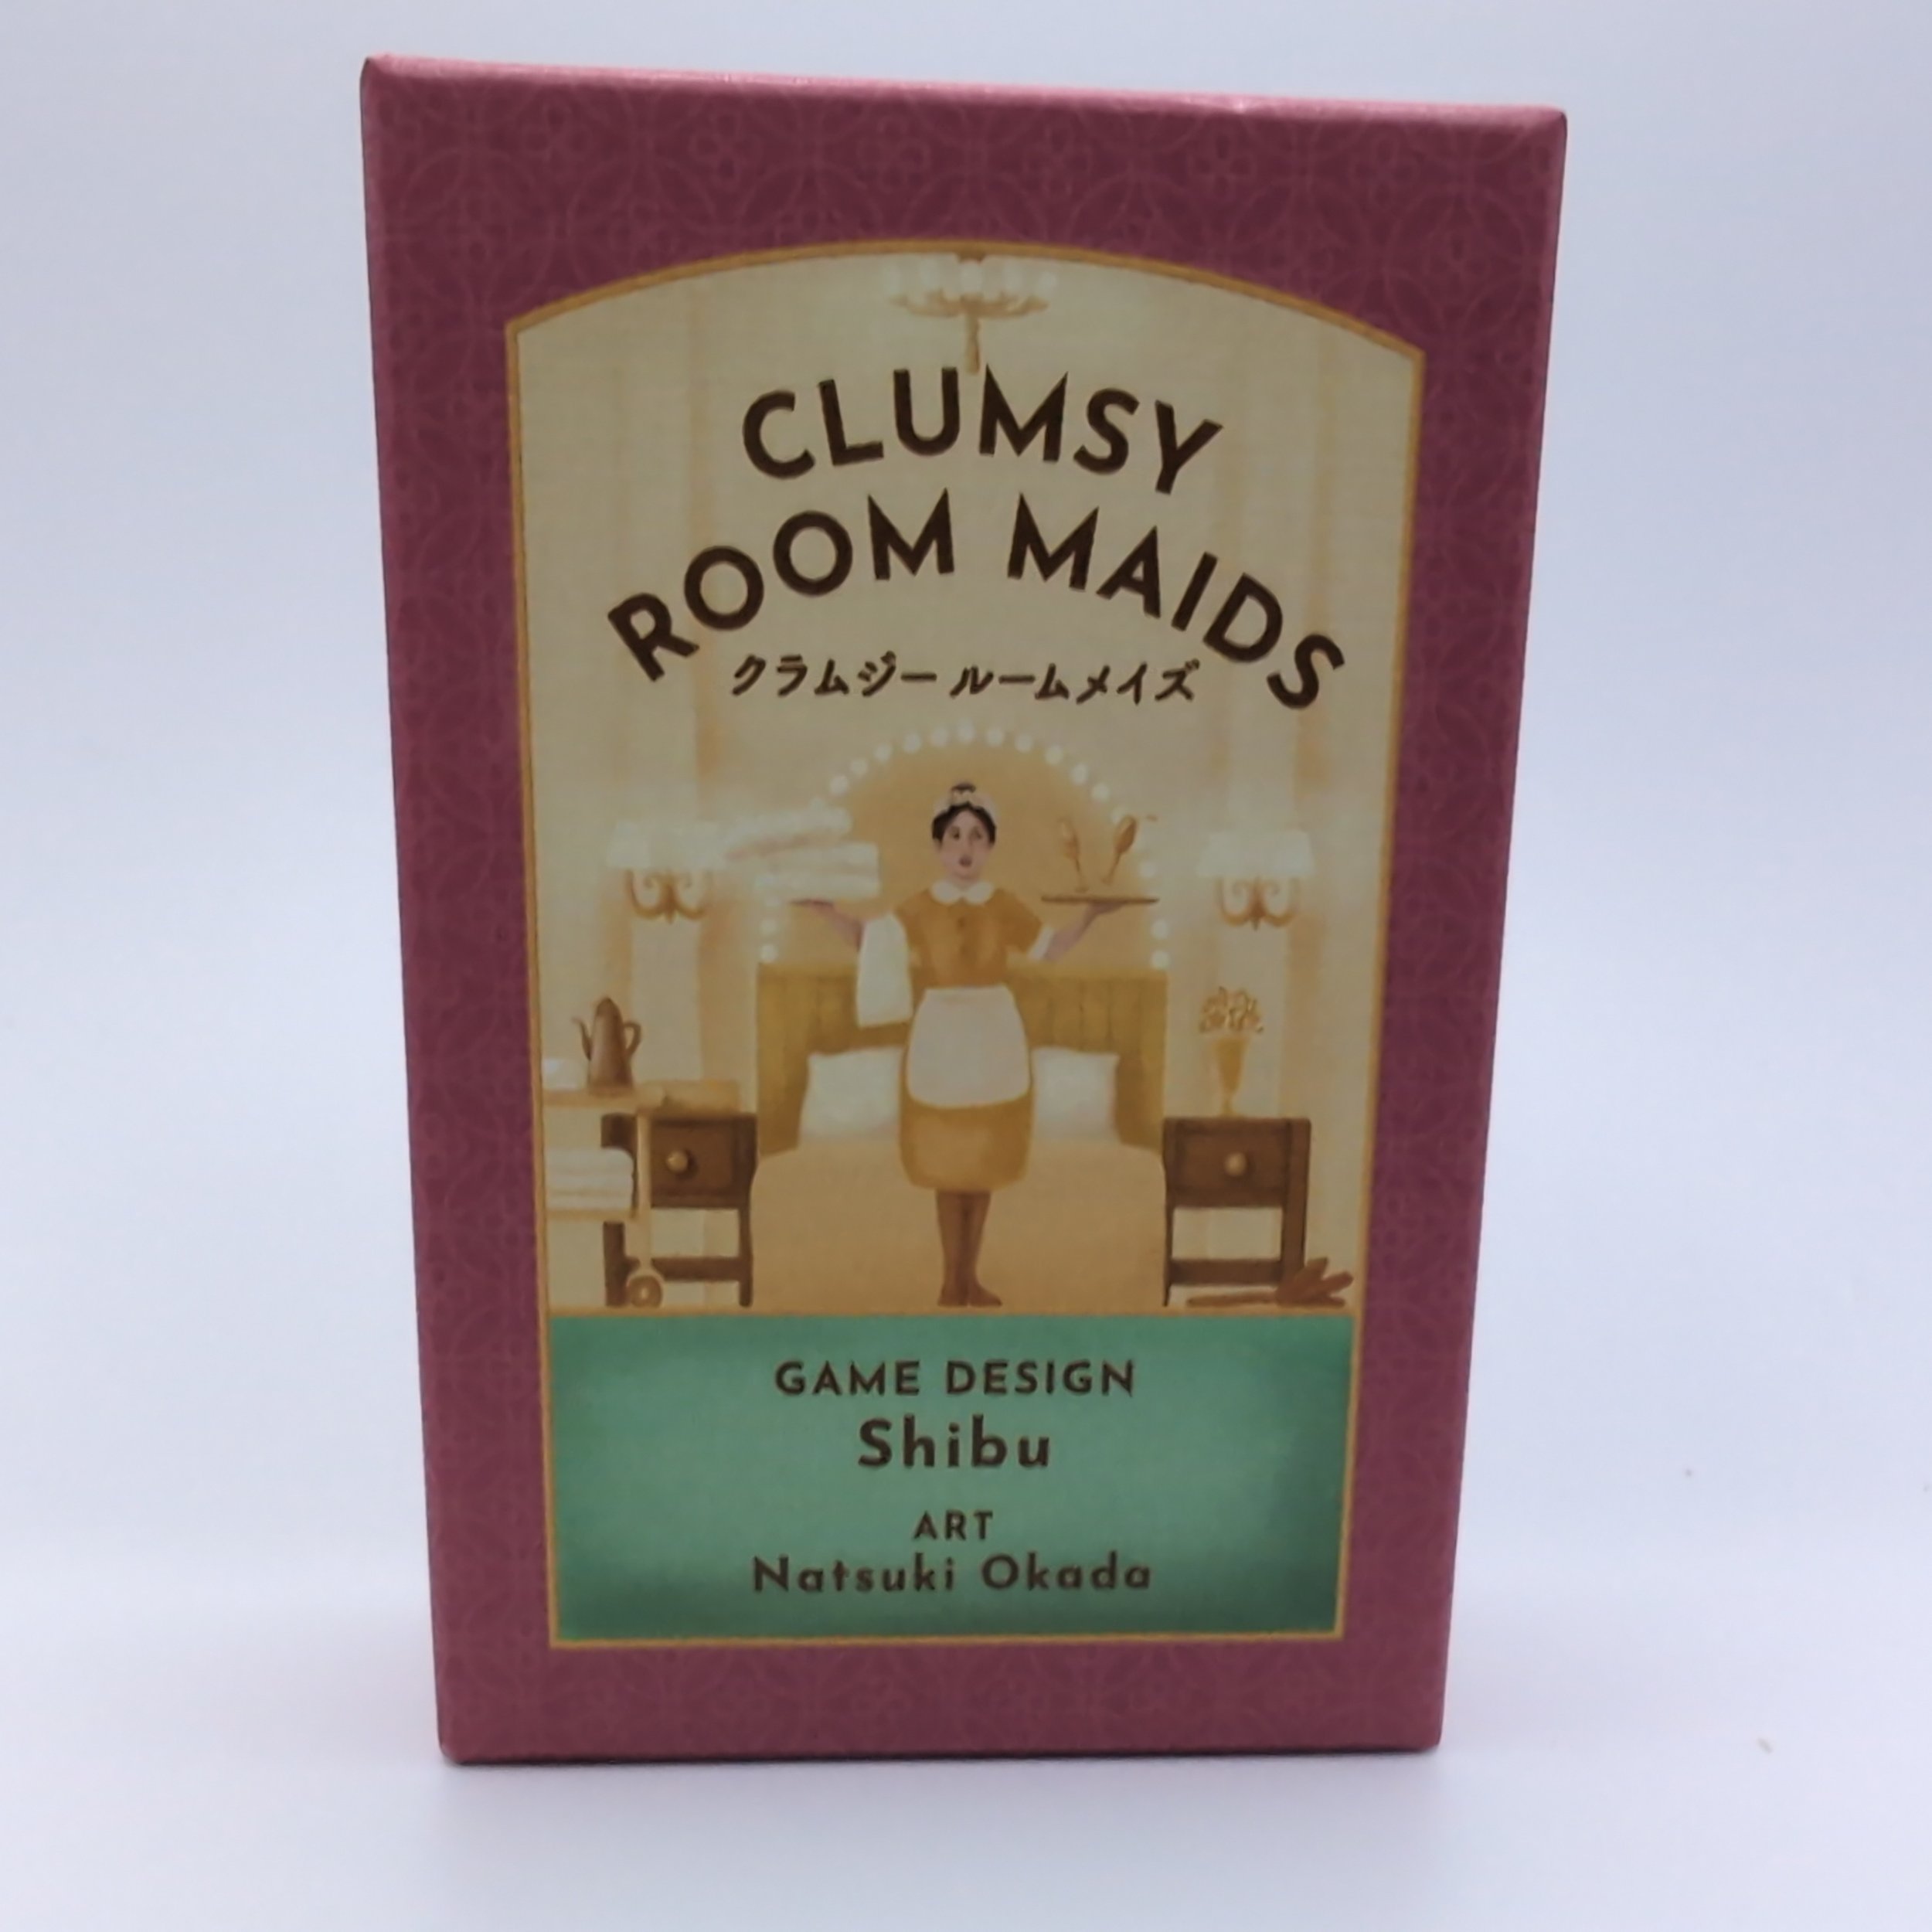 CLUMSY
ROOM MAIDS
クラムジー ルームメイズ
GAME DESIGN
Shibu
ART
Natsuki Okada